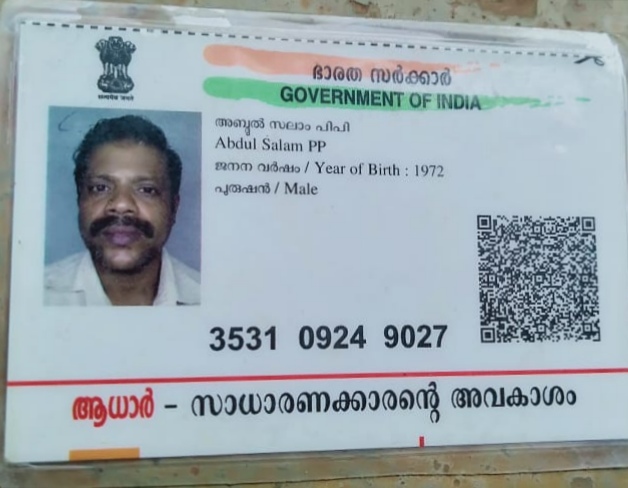 ഭാരത സർക്കാർ
GOVERNMENT OF INDIA
അബ്ദുൽ സലാം പിപി
Abdul Salam PP
ജനന വർഷം / Year of Birth : 1972
പുരുഷൻ / Male
3531 0924 9027
ആധാർ - സാധാരണക്കാരന്റെ അവകാശം